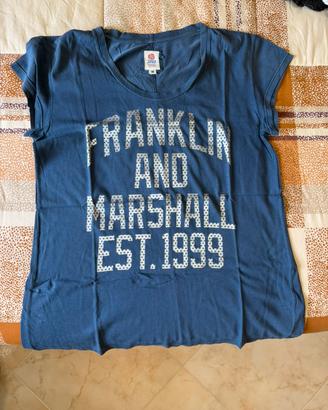 FRANKLIN
AND
MARSHALL
EST.1999